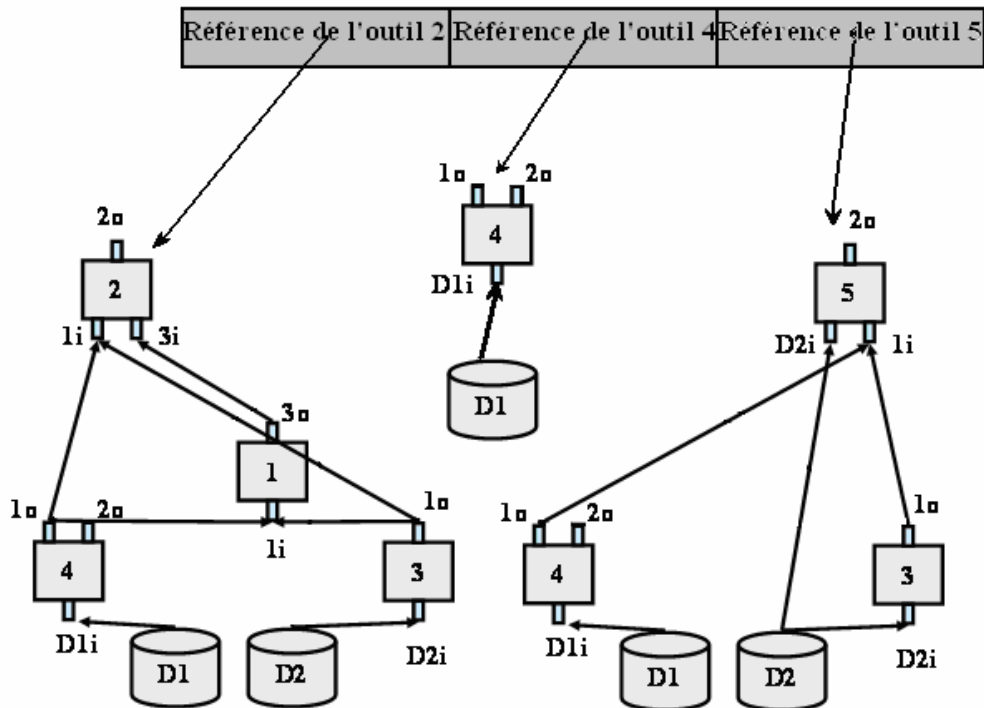 Référence de l'outil 2 Référence de l'outil 4 Référence de l'outil 5
1o 2o
4
D1i
2o
2
1i 3i
2o
5
D2i 1i
D1
3o
1
1i
1o 2o
4
D1i
1o
3
D2i
D1 D2
1o 2o
4
D1i
1o
3
D2i
D1 D2